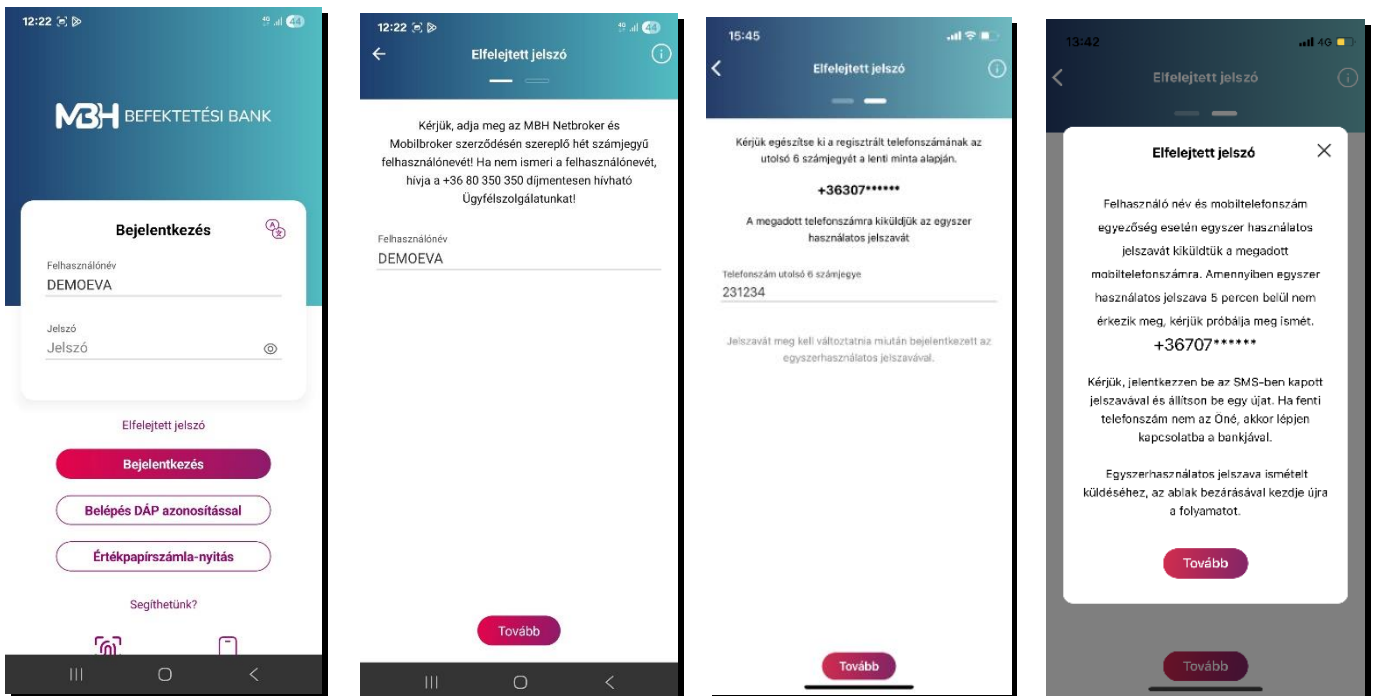 12:22
44
MBH BEFEKTETÉSI BANK
Bejelentkezés
Felhasználónév
DEMOEVA
Jelszó
Jelszó
Elfelejtett jelszó
Bejelentkezés
Belépés DÁP azonosítással
Értékpapírszámla-nyitás
Segíthetünk?
12:22
44
Elfelejtett jelszó
Kérjük, adja meg az MBH Netbroker és
Mobilbroker szerződésén szereplő hét számjegyű
felhasználónevét! Ha nem ismeri a felhasználónevét,
hívja a +36 80 350 350 díjmentesen hívható
Ügyfélszolgálatunkat!
Felhasználónév
DEMOEVA
Tovább
15:45
Elfelejtett jelszó
Kérjük egészítse ki a regisztrált telefonszámának az
utolsó 6 számjegyét a lenti minta alapján.
+36307******
A megadott telefonszámra kiküldjük az egyszer
használatos jelszavát
Telefonszám utolsó 6 számjegye
231234
Jelszavát meg kell változtatnia miután bejelentkezett az
egyszerhasználatos jelszavával.
Tovább
13:42
4G
Elfelejtett jelszó
Elfelejtett jelszó
Felhasználó név és mobiltelefonszám
egyezőség esetén egyszer használatos
jelszavát kiküldtük a megadott
mobiltelefonszámra. Amennyiben egyszer
használatos jelszava 5 percen belül nem
érkezik meg, kérjük próbálja meg ismét.
+36707******
Kérjük, jelentkezzen be az SMS-ben kapott
jelszavával és állítson be egy újat. Ha fenti
telefonszám nem az Öné, akkor lépjen
kapcsolatba a bankjával.
Egyszerhasználatos jelszava ismételt
küldéséhez, az ablak bezárásával kezdje újra
a folyamatot.
Tovább
Tovább